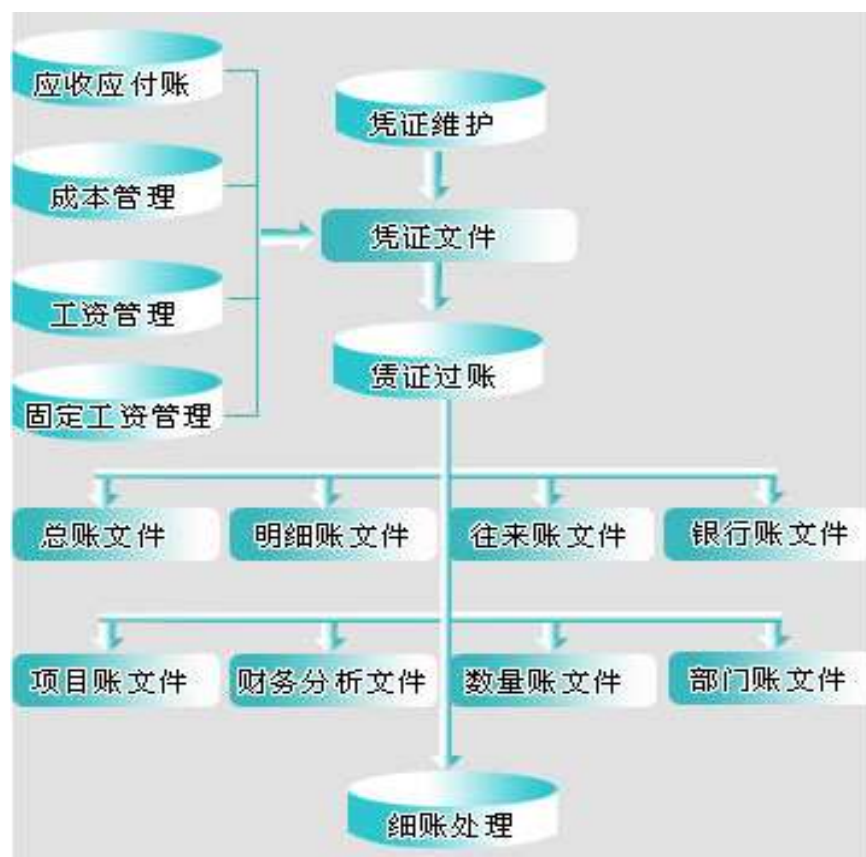 应收应付账
成本管理
工资管理
固定工资管理
凭证维护
凭证文件
赁证过账
总账文件
明细账文件
往来账文件
银行账文件
项目账文件
财务分析文件
数量账文件
部门账文件
细账处理